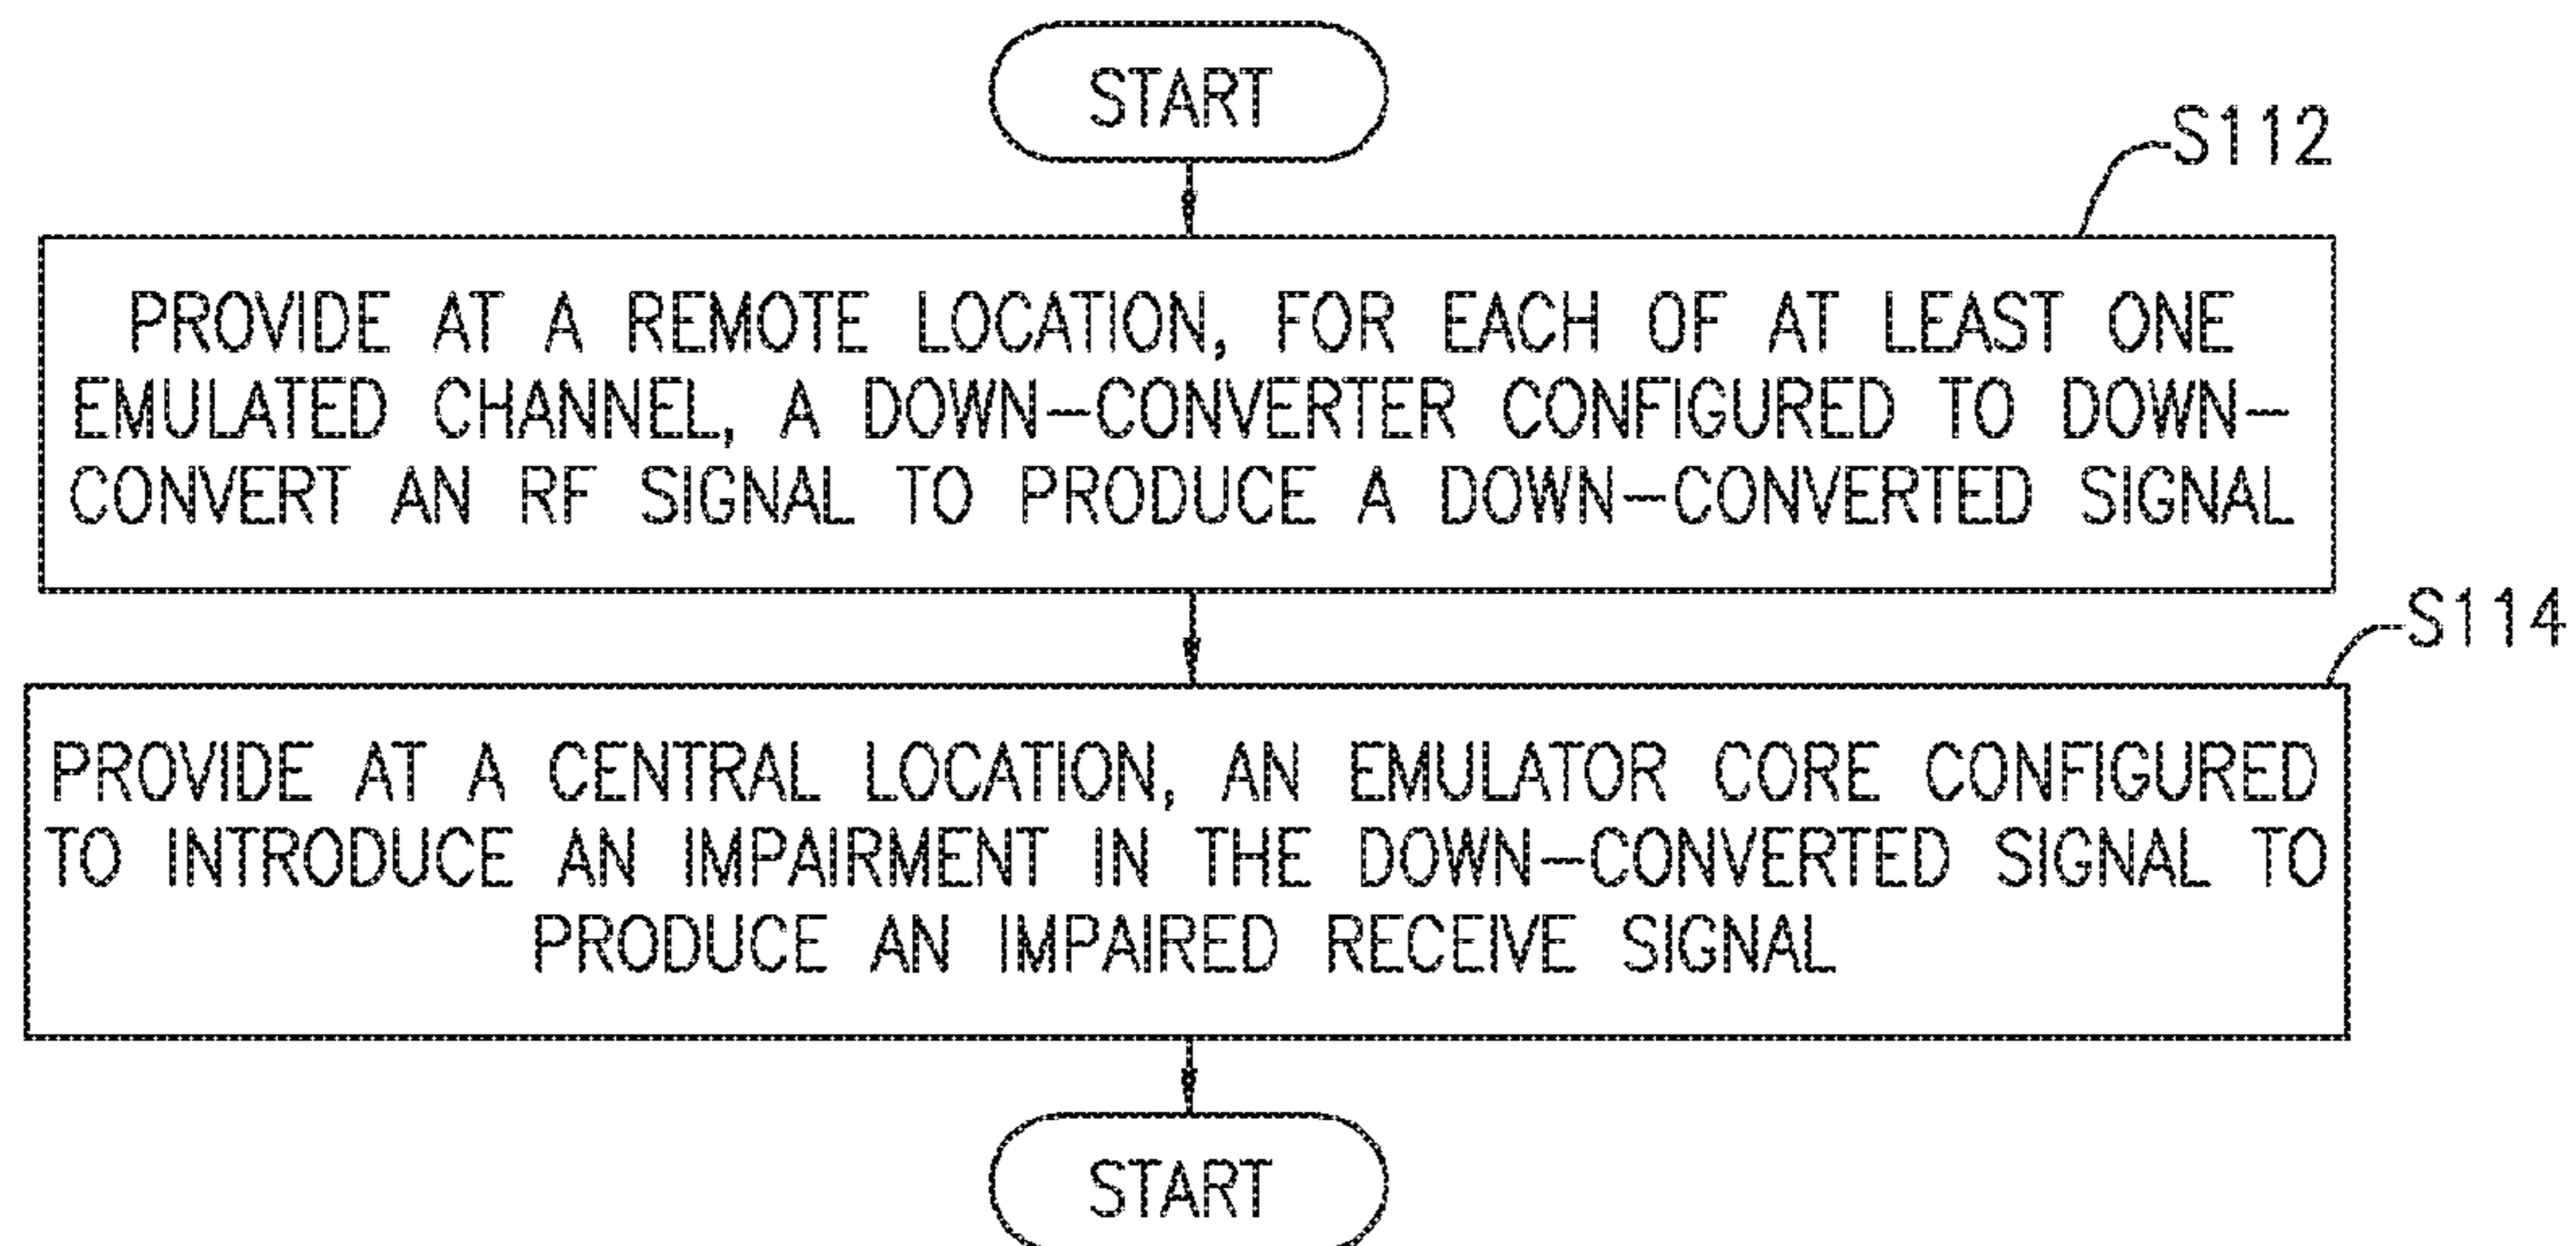 START
S112
PROVIDE AT A REMOTE LOCATION, FOR EACH OF AT LEAST ONE
EMULATED CHANNEL, A DOWN-CONVERTER CONFIGURED TO DOWN-
CONVERT AN RF SIGNAL TO PRODUCE A DOWN-CONVERTED SIGNAL
S114
PROVIDE AT A CENTRAL LOCATION, AN EMULATOR CORE CONFIGURED
TO INTRODUCE AN IMPAIRMENT IN THE DOWN-CONVERTED SIGNAL TO
PRODUCE AN IMPAIRED RECEIVE SIGNAL
START